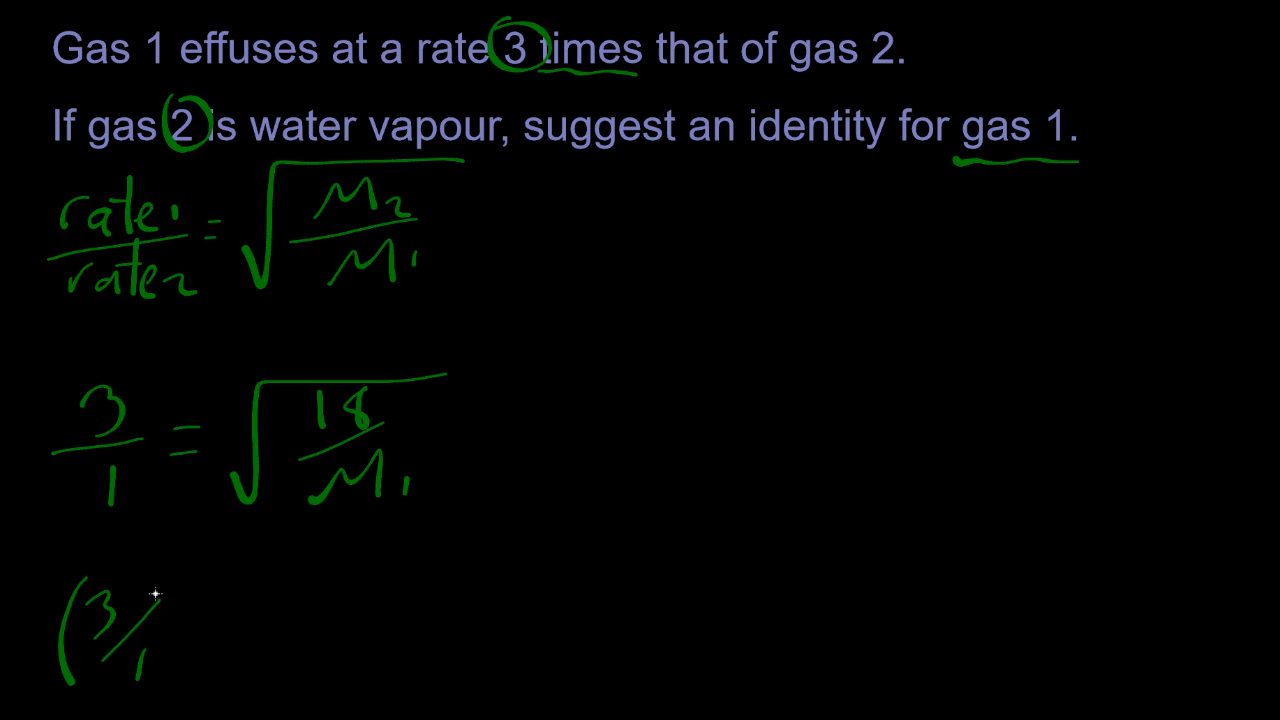 Gas 1 effuses at a rate 3 times that of gas 2.
If gas 2 is water vapour, suggest an identity for gas 1.
rate₁/rate₂ = √(M₂/M₁)
3/1 = √(18/M₁)
(3/1